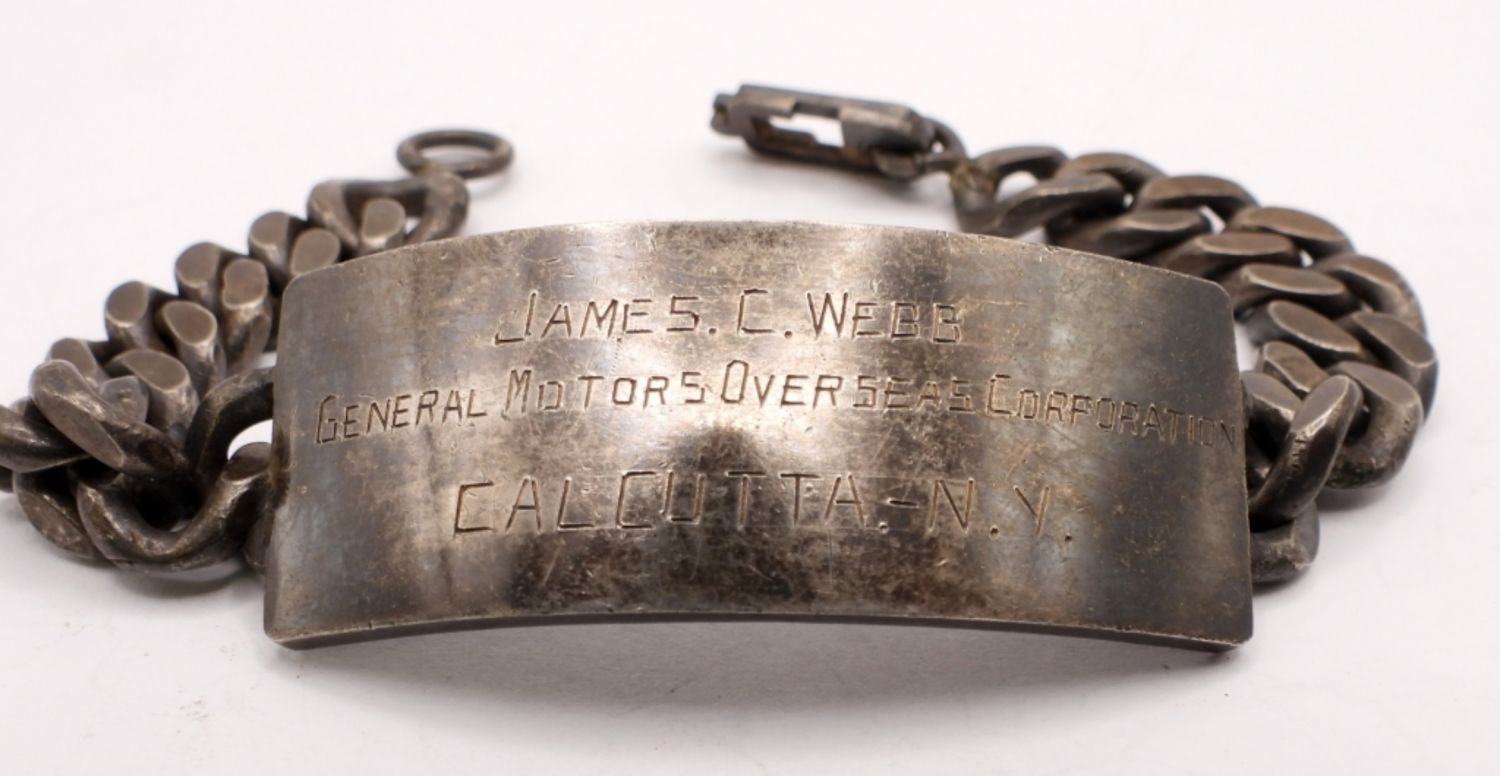 JAMES. C. WEBB
GENERAL MOTORS OVERSEAS CORPORATION
CALCUTTA.-N.Y.